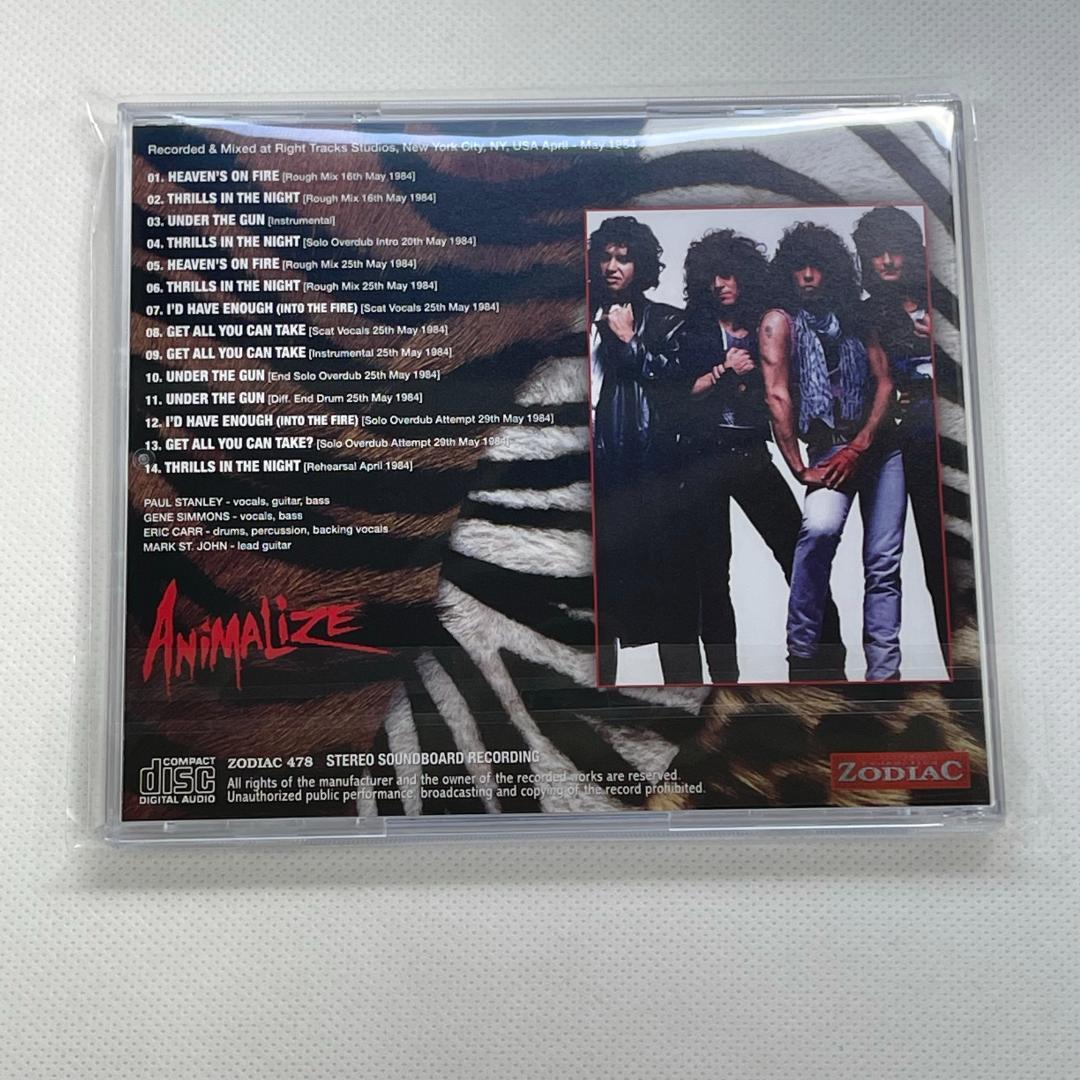 Recorded & Mixed at Right Tracks Studios, New York City, NY, USA April - May 1984
01. HEAVEN'S ON FIRE [Rough Mix 16th May 1984]
02. THRILLS IN THE NIGHT [Rough Mix 16th May 1984]
03. UNDER THE GUN [Instrumental]
04. THRILLS IN THE NIGHT [Solo Overdub Intro 20th May 1984]
05. HEAVEN'S ON FIRE [Rough Mix 25th May 1984]
06. THRILLS IN THE NIGHT [Rough Mix 25th May 1984]
07. I'D HAVE ENOUGH (INTO THE FIRE) [Scat Vocals 25th May 1984]
08. GET ALL YOU CAN TAKE [Scat Vocals 25th May 1984]
09. GET ALL YOU CAN TAKE [Instrumental 25th May 1984]
10. UNDER THE GUN [End Solo Overdub 25th May 1984]
11. UNDER THE GUN [Diff. End Drum 25th May 1984]
12. I'D HAVE ENOUGH (INTO THE FIRE) [Solo Overdub Attempt 29th May 1984]
13. GET ALL YOU CAN TAKE? [Solo Overdub Attempt 29th May 1984]
14. THRILLS IN THE NIGHT [Rehearsal April 1984]
PAUL STANLEY - vocals, guitar, bass
GENE SIMMONS - vocals, bass
ERIC CARR - drums, percussion, backing vocals
MARK ST. JOHN - lead guitar
ANIMALIZE
COMPACT disc DIGITAL AUDIO
ZODIAC 478 STEREO SOUNDBOARD RECORDING
All rights of the manufacturer and the owner of the recorded works are reserved.
Unauthorized public performance, broadcasting and copying of the record prohibited.
ZODIAC